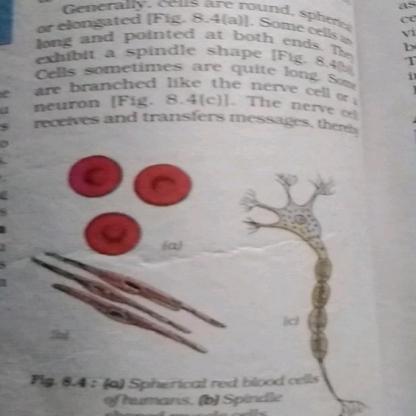 Generally, cells are round, spherical
or elongated [Fig. 8.4(a)]. Some cells are
long and pointed at both ends. They
exhibit a spindle shape [Fig. 8.4(b)].
Cells sometimes are quite long. Some
are branched like the nerve cell or a
neuron [Fig. 8.4(c)]. The nerve cell
receives and transfers messages, thereby
(a)
(b)
(c)
Fig. 8.4 : (a) Spherical red blood cells
of humans, (b) Spindle
shaped muscle cells